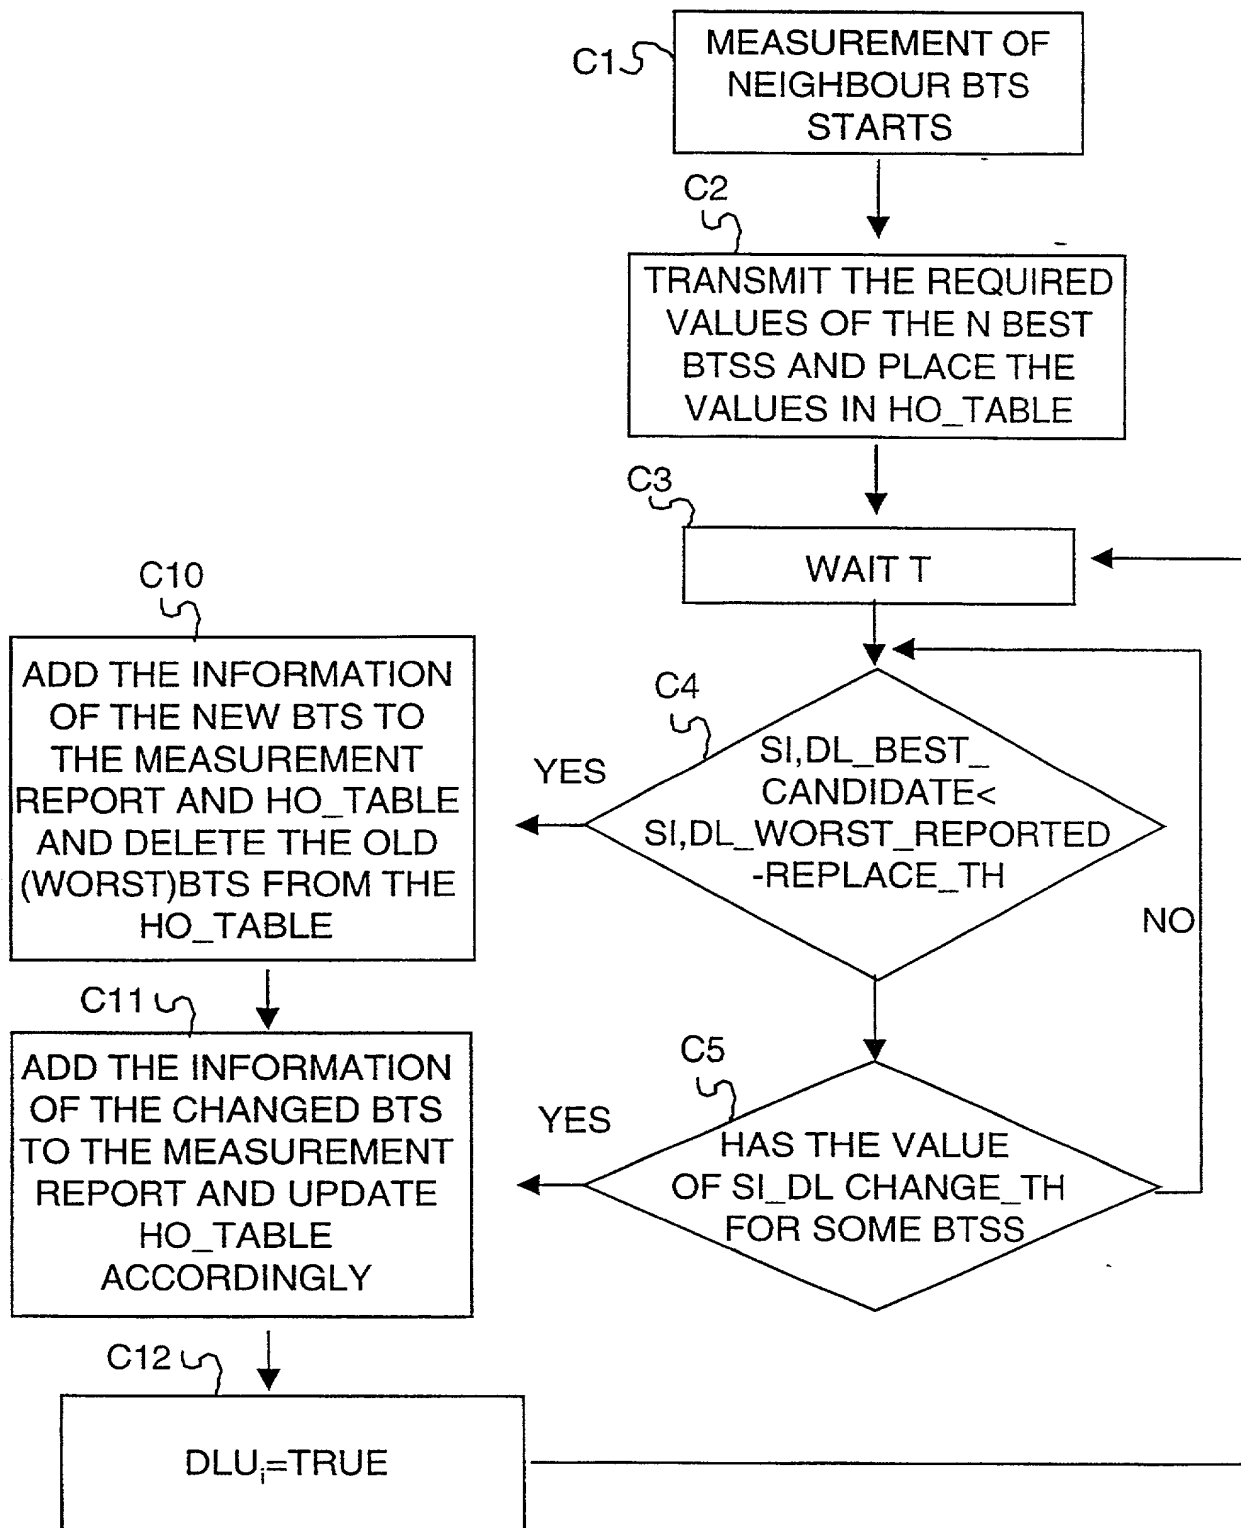 C1
MEASUREMENT OF
NEIGHBOUR BTS
STARTS
C2
TRANSMIT THE REQUIRED
VALUES OF THE N BEST
BTSS AND PLACE THE
VALUES IN HO_TABLE
C3
WAIT T
C4
SI,DL_BEST_
CANDIDATE<
SI,DL_WORST_REPORTED
-REPLACE_TH
YES
NO
C10
ADD THE INFORMATION
OF THE NEW BTS TO
THE MEASUREMENT
REPORT AND HO_TABLE
AND DELETE THE OLD
(WORST)BTS FROM THE
HO_TABLE
C5
HAS THE VALUE
OF SI_DL CHANGE_TH
FOR SOME BTSS
YES
C11
ADD THE INFORMATION
OF THE CHANGED BTS
TO THE MEASUREMENT
REPORT AND UPDATE
HO_TABLE
ACCORDINGLY
C12
DLUi=TRUE